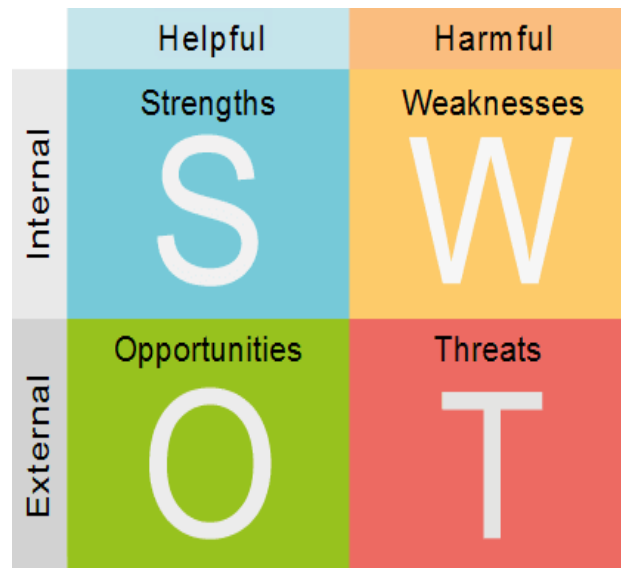 Helpful
Harmful
Internal
Strengths
S
Weaknesses
W
External
Opportunities
O
Threats
T